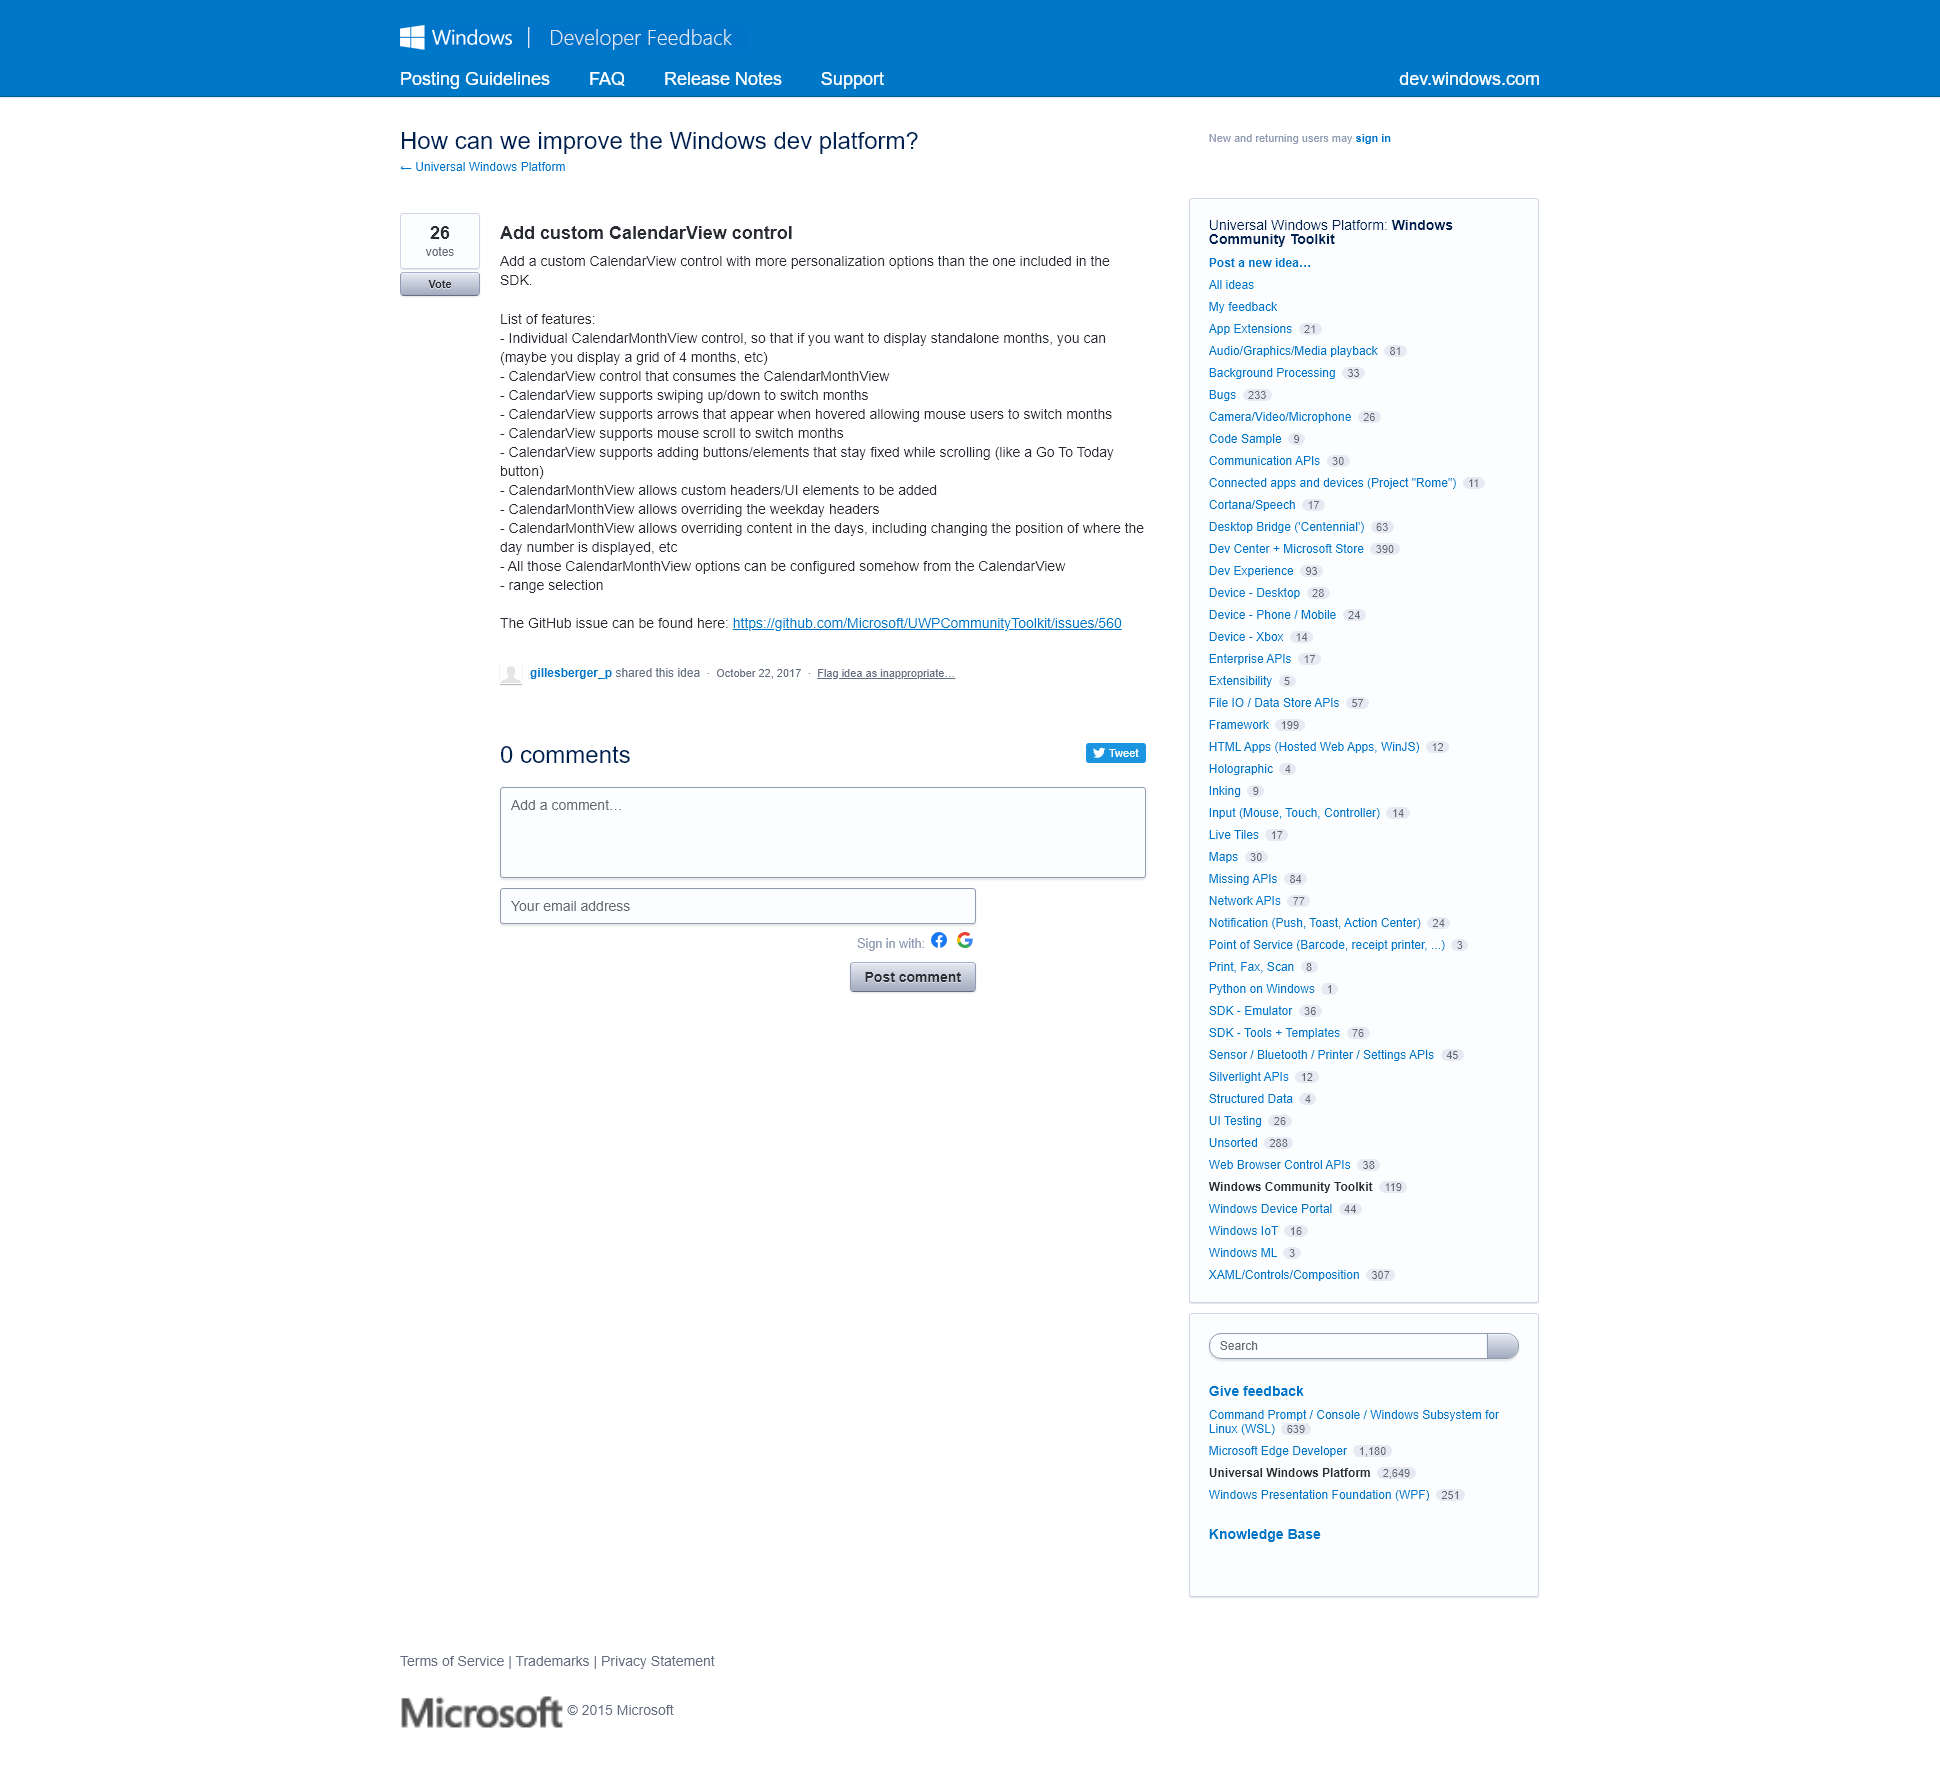 Windows | Developer Feedback
Posting Guidelines FAQ Release Notes Support dev.windows.com
How can we improve the Windows dev platform?
← Universal Windows Platform
New and returning users may sign in
26
votes
Vote
Add custom CalendarView control
Add a custom CalendarView control with more personalization options than the one included in the
SDK.
List of features:
- Individual CalendarMonthView control, so that if you want to display standalone months, you can
(maybe you display a grid of 4 months, etc)
- CalendarView control that consumes the CalendarMonthView
- CalendarView supports swiping up/down to switch months
- CalendarView supports arrows that appear when hovered allowing mouse users to switch months
- CalendarView supports mouse scroll to switch months
- CalendarView supports adding buttons/elements that stay fixed while scrolling (like a Go To Today
button)
- CalendarMonthView allows custom headers/UI elements to be added
- CalendarMonthView allows overriding the weekday headers
- CalendarMonthView allows overriding content in the days, including changing the position of where the
day number is displayed, etc
- All those CalendarMonthView options can be configured somehow from the CalendarView
- range selection
The GitHub issue can be found here: https://github.com/Microsoft/UWPCommunityToolkit/issues/560
gillesberger_p shared this idea · October 22, 2017 · Flag idea as inappropriate…
0 comments
Tweet
Add a comment…
Your email address
Sign in with:
Post comment
Universal Windows Platform: Windows
Community Toolkit
Post a new idea…
All ideas
My feedback
App Extensions 21
Audio/Graphics/Media playback 81
Background Processing 33
Bugs 233
Camera/Video/Microphone 26
Code Sample 9
Communication APIs 30
Connected apps and devices (Project "Rome") 11
Cortana/Speech 17
Desktop Bridge ('Centennial') 63
Dev Center + Microsoft Store 390
Dev Experience 93
Device - Desktop 28
Device - Phone / Mobile 24
Device - Xbox 14
Enterprise APIs 17
Extensibility 5
File IO / Data Store APIs 57
Framework 199
HTML Apps (Hosted Web Apps, WinJS) 12
Holographic 4
Inking 9
Input (Mouse, Touch, Controller) 14
Live Tiles 17
Maps 30
Missing APIs 84
Network APIs 77
Notification (Push, Toast, Action Center) 24
Point of Service (Barcode, receipt printer, ...) 3
Print, Fax, Scan 8
Python on Windows 1
SDK - Emulator 36
SDK - Tools + Templates 76
Sensor / Bluetooth / Printer / Settings APIs 45
Silverlight APIs 12
Structured Data 4
UI Testing 26
Unsorted 288
Web Browser Control APIs 38
Windows Community Toolkit 119
Windows Device Portal 44
Windows IoT 16
Windows ML 3
XAML/Controls/Composition 307
Search
Give feedback
Command Prompt / Console / Windows Subsystem for
Linux (WSL) 639
Microsoft Edge Developer 1,180
Universal Windows Platform 2,649
Windows Presentation Foundation (WPF) 251
Knowledge Base
Terms of Service | Trademarks | Privacy Statement
Microsoft © 2015 Microsoft